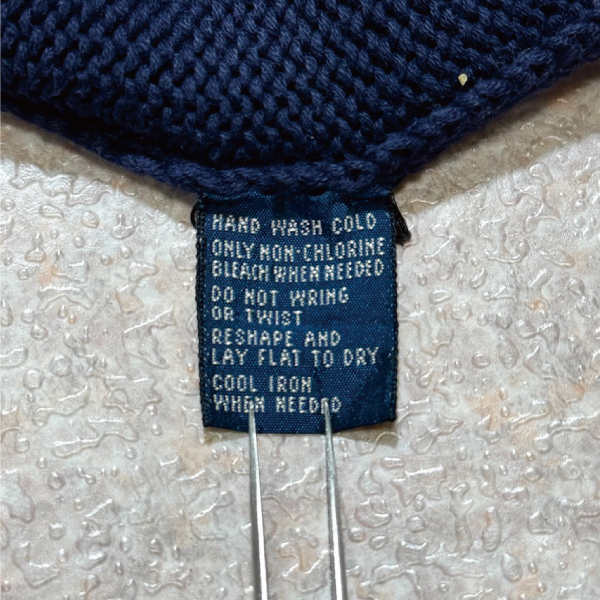 HAND WASH COLD
ONLY NON-CHLORINE
BLEACH WHEN NEEDED
DO NOT WRING
OR TWIST
RESHAPE AND
LAY FLAT TO DRY
COOL IRON
WHEN NEEDED